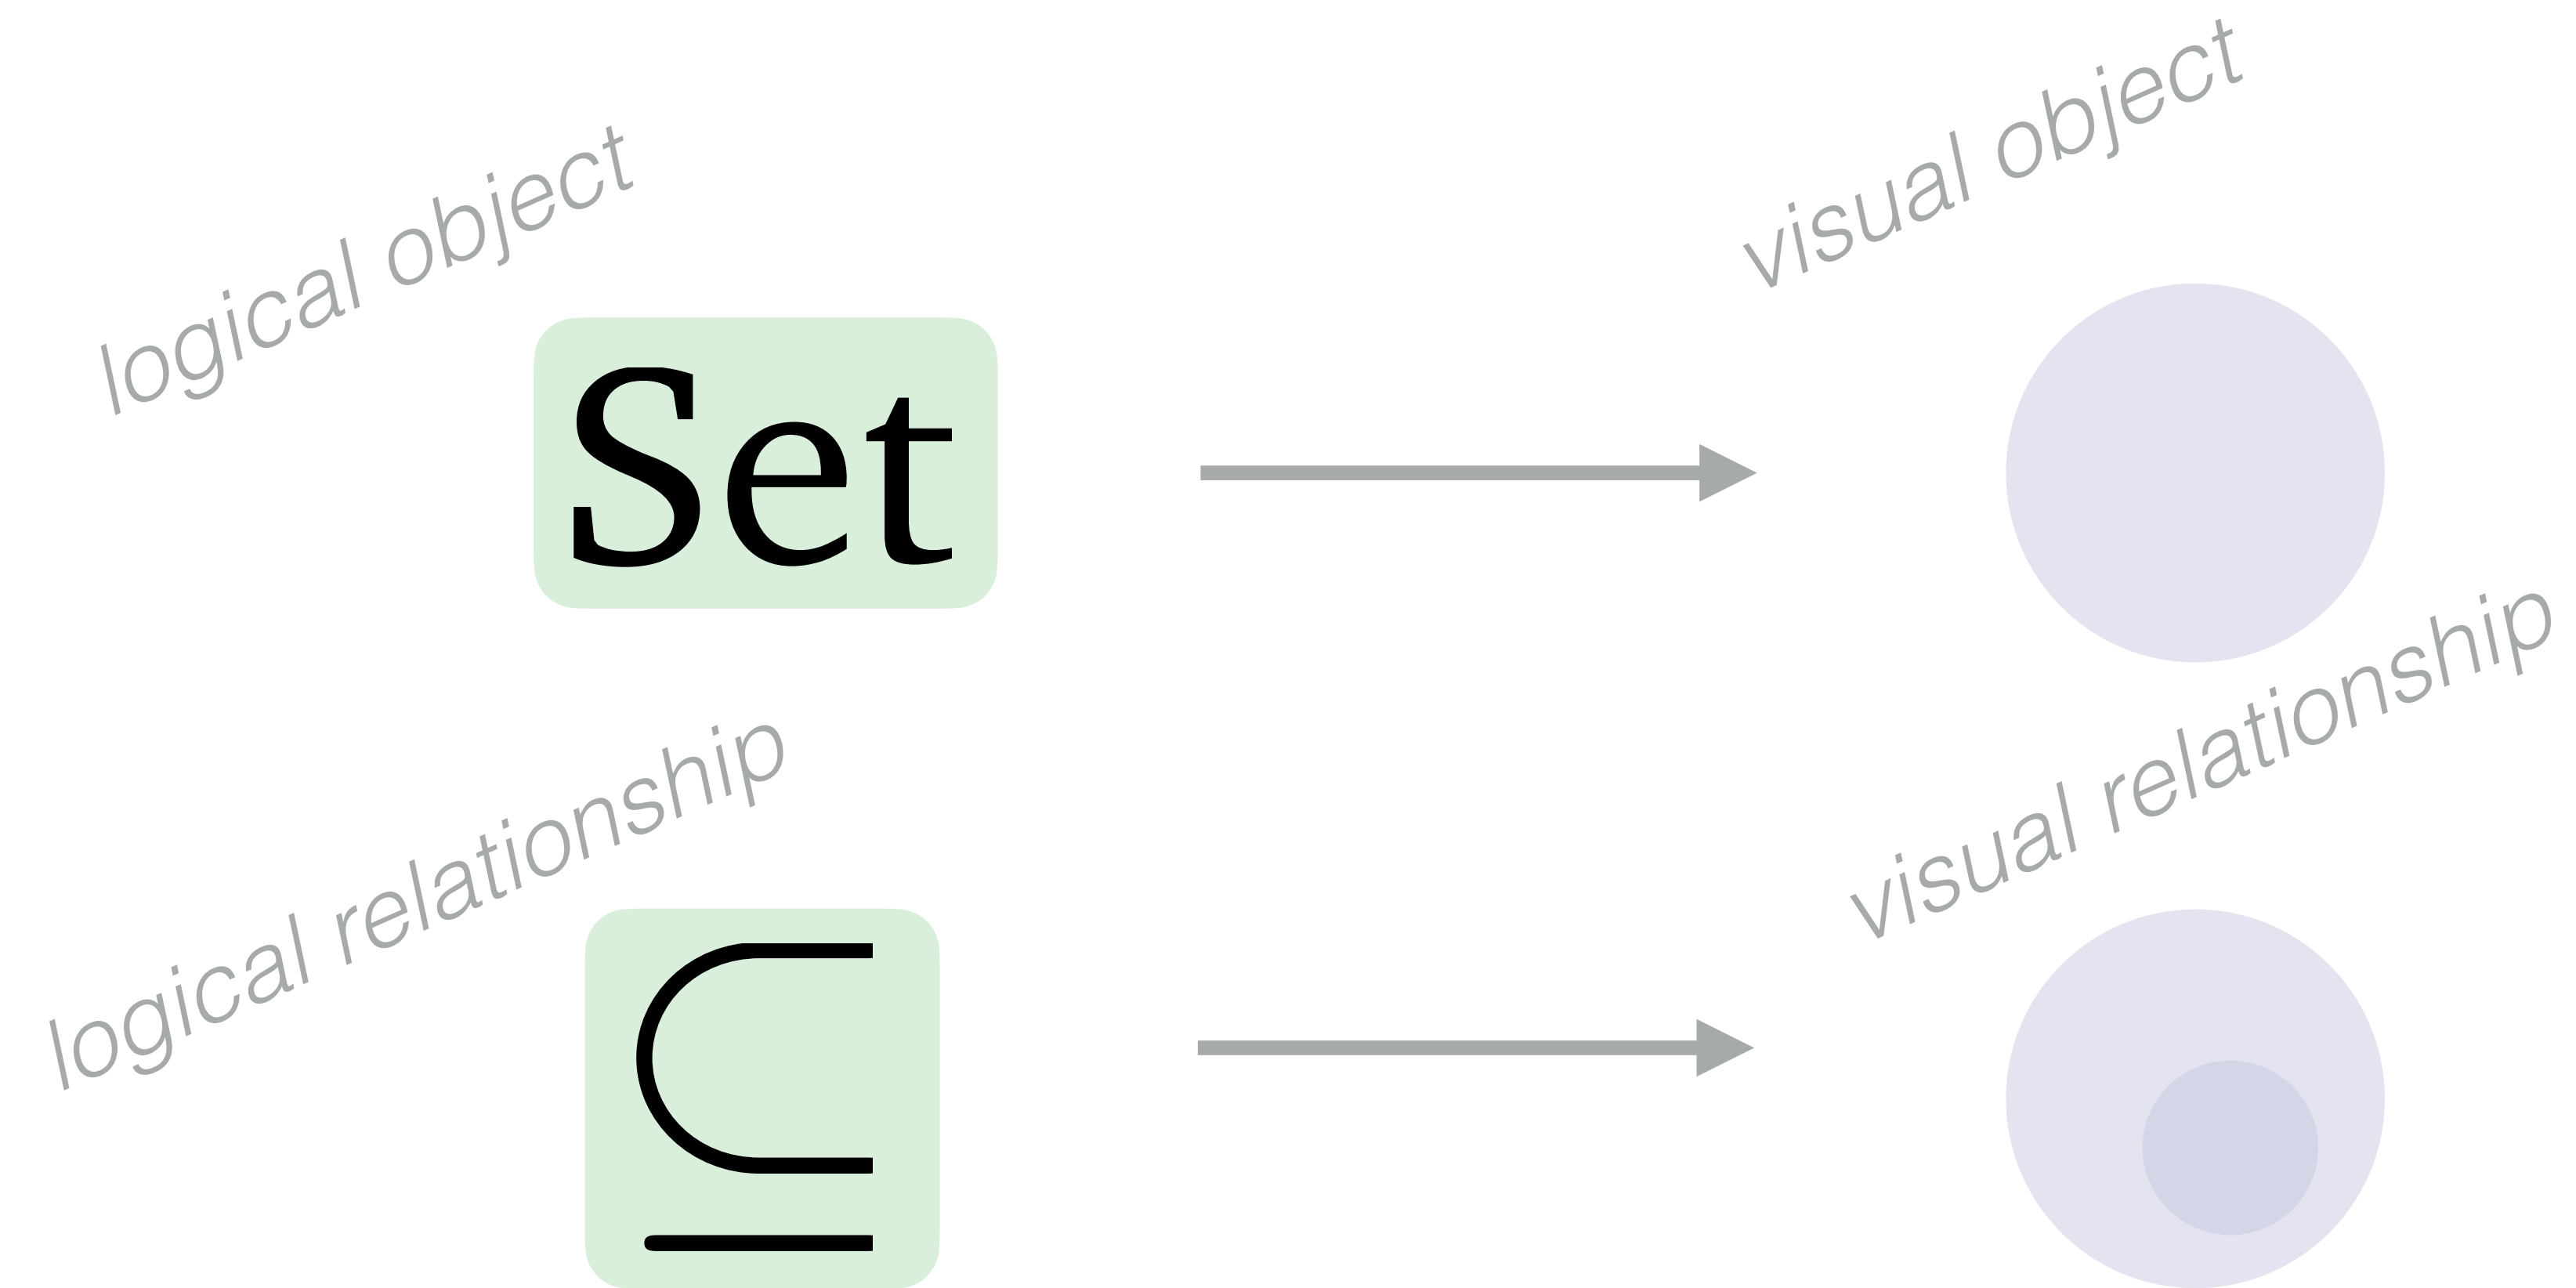 logical object
visual object
Set
logical relationship
visual relationship
⊆